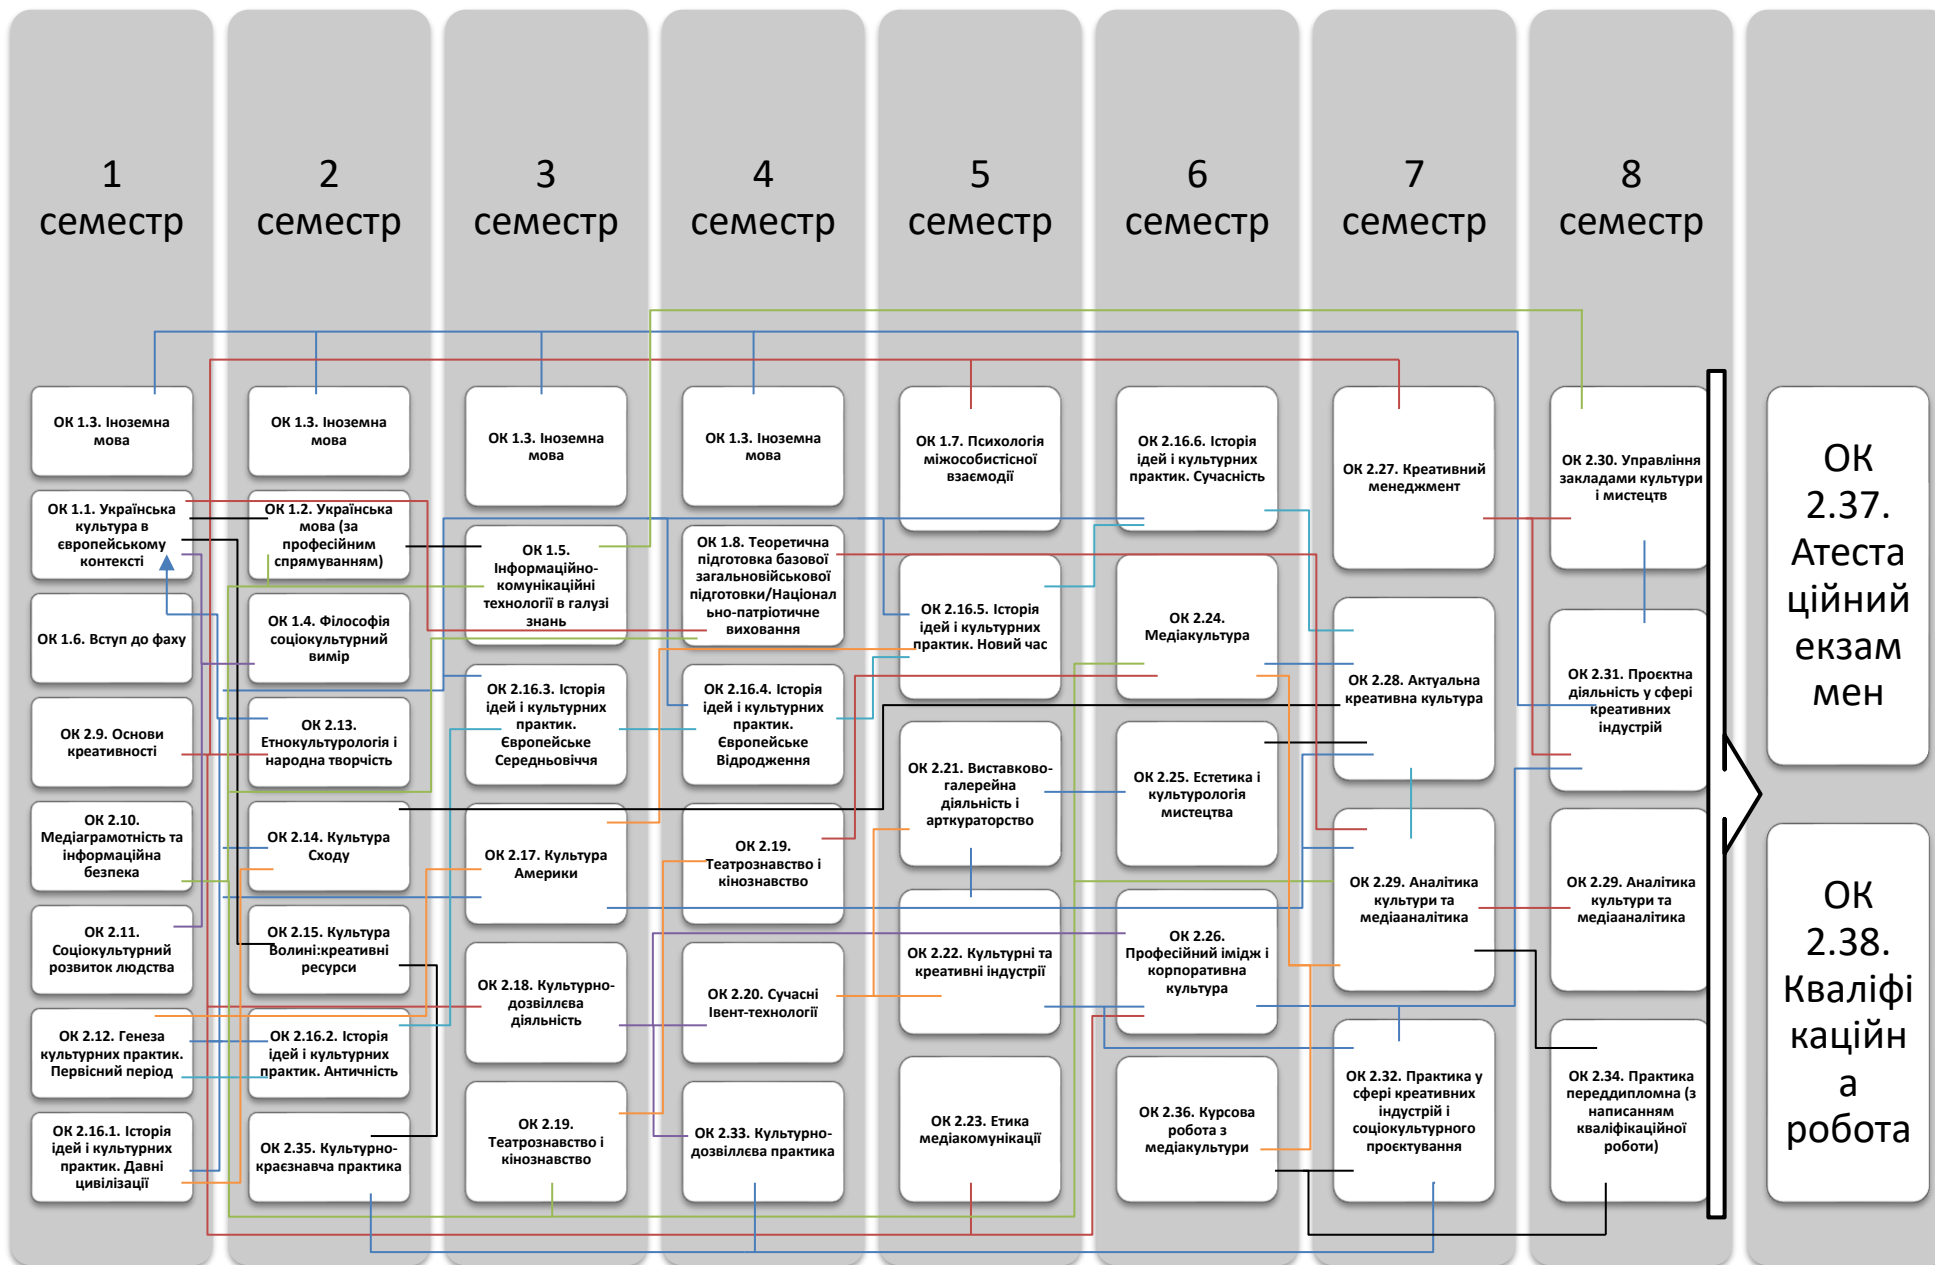 1
семестр
ОК 1.3. Іноземна
мова
ОК 1.1. Українська
культура в
європейському
контексті
ОК 1.6. Вступ до фаху
ОК 2.9. Основи
креативності
ОК 2.10.
Медіаграмотність та
інформаційна
безпека
ОК 2.11.
Соціокультурний
розвиток людства
ОК 2.12. Генеза
культурних практик.
Первісний період
ОК 2.16.1. Історія
ідей і культурних
практик. Давні
цивілізації
2
семестр
ОК 1.3. Іноземна
мова
ОК 1.2. Українська
мова (за
професійним
спрямуванням)
ОК 1.4. Філософія
соціокультурний
вимір
ОК 2.13.
Етнокультурологія і
народна творчість
ОК 2.14. Культура
Сходу
ОК 2.15. Культура
Волині:креативні
ресурси
ОК 2.16.2. Історія
ідей і культурних
практик. Античність
ОК 2.35. Культурно-
краєзнавча практика
3
семестр
ОК 1.3. Іноземна
мова
ОК 1.5.
Інформаційно-
комунікаційні
технології в галузі
знань
ОК 2.16.3. Історія
ідей і культурних
практик.
Європейське
Середньовіччя
ОК 2.17. Культура
Америки
ОК 2.18. Культурно-
дозвіллєва
діяльність
ОК 2.19.
Театрознавство і
кінознавство
4
семестр
ОК 1.3. Іноземна
мова
ОК 1.8. Теоретична
підготовка базової
загальновійськової
підготовки/Націонал
ьно-патріотичне
виховання
ОК 2.16.4. Історія
ідей і культурних
практик.
Європейське
Відродження
ОК 2.19.
Театрознавство і
кінознавство
ОК 2.20. Сучасні
Івент-технології
ОК 2.33. Культурно-
дозвіллєва практика
5
семестр
ОК 1.7. Психологія
міжособистісної
взаємодії
ОК 2.16.5. Історія
ідей і культурних
практик. Новий час
ОК 2.21. Виставково-
галерейна
діяльність і
арткураторство
ОК 2.22. Культурні та
креативні індустрії
ОК 2.23. Етика
медіакомунікації
6
семестр
ОК 2.16.6. Історія
ідей і культурних
практик. Сучасність
ОК 2.24.
Медіакультура
ОК 2.25. Естетика і
культурологія
мистецтва
ОК 2.26.
Професійний імідж і
корпоративна
культура
ОК 2.36. Курсова
робота з
медіакультури
7
семестр
ОК 2.27. Креативний
менеджмент
ОК 2.28. Актуальна
креативна культура
ОК 2.29. Аналітика
культури та
медіааналітика
ОК 2.32. Практика у
сфері креативних
індустрій і
соціокультурного
проєктування
8
семестр
ОК 2.30. Управління
закладами культури
і мистецтв
ОК 2.31. Проєктна
діяльність у сфері
креативних
індустрій
ОК 2.29. Аналітика
культури та
медіааналітика
ОК 2.34. Практика
переддипломна (з
написанням
кваліфікаційної
роботи)
ОК
2.37.
Атеста
ційний
екзам
мен
ОК
2.38.
Кваліфі
каційн
а
робота